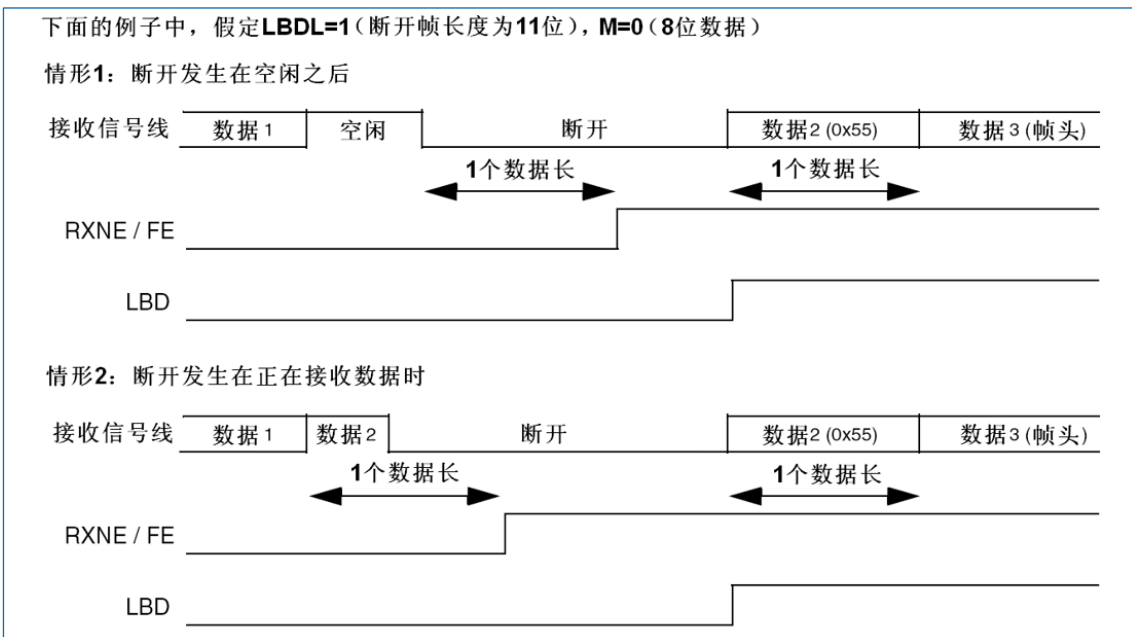 下面的例子中，假定LBDL=1（断开帧长度为11位），M=0（8位数据）
情形1：断开发生在空闲之后
接收信号线 数据1 空闲 断开 数据2 (0x55) 数据3 (帧头)
1个数据长 1个数据长
RXNE / FE
LBD
情形2：断开发生在正在接收数据时
接收信号线 数据1 数据2 断开 数据2 (0x55) 数据3 (帧头)
1个数据长 1个数据长
RXNE / FE
LBD